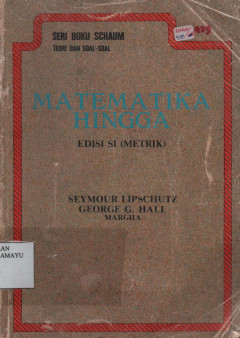 SERI BUKU SCHAUM
TEORI DAN SOAL-SOAL
MATEMATIKA
HINGGA
EDISI SI (METRIK)
SEYMOUR LIPSCHUTZ
GEORGE G. HALL
MARGHA
AN
AMAYU